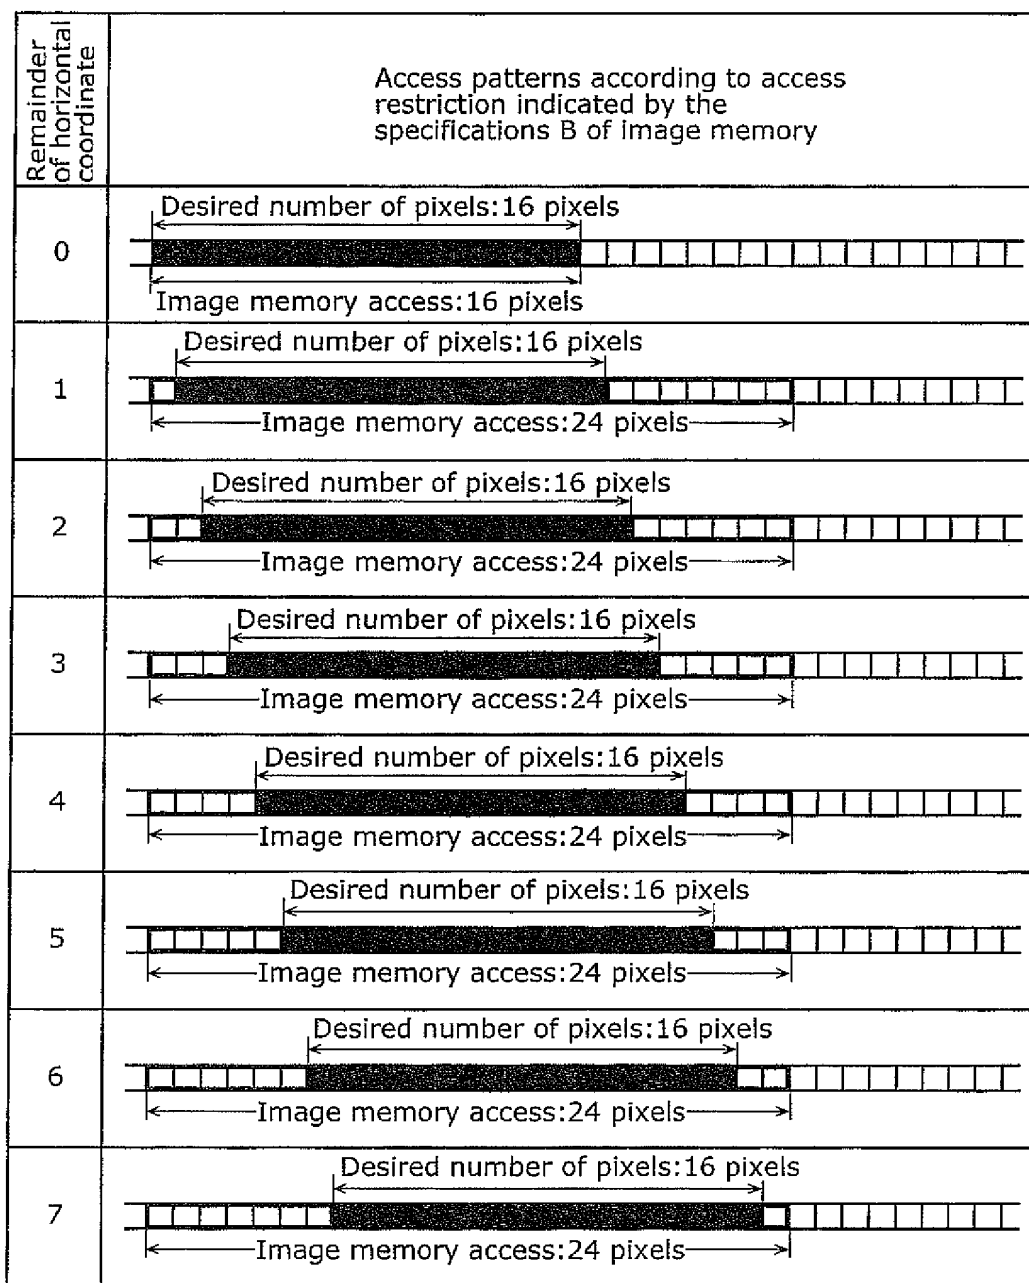 Remainder
of horizontal
coordinate
Access patterns according to access
restriction indicated by the
specifications B of image memory
0
Desired number of pixels:16 pixels
Image memory access:16 pixels
1
Desired number of pixels:16 pixels
Image memory access:24 pixels
2
Desired number of pixels:16 pixels
Image memory access:24 pixels
3
Desired number of pixels:16 pixels
Image memory access:24 pixels
4
Desired number of pixels:16 pixels
Image memory access:24 pixels
5
Desired number of pixels:16 pixels
Image memory access:24 pixels
6
Desired number of pixels:16 pixels
Image memory access:24 pixels
7
Desired number of pixels:16 pixels
Image memory access:24 pixels